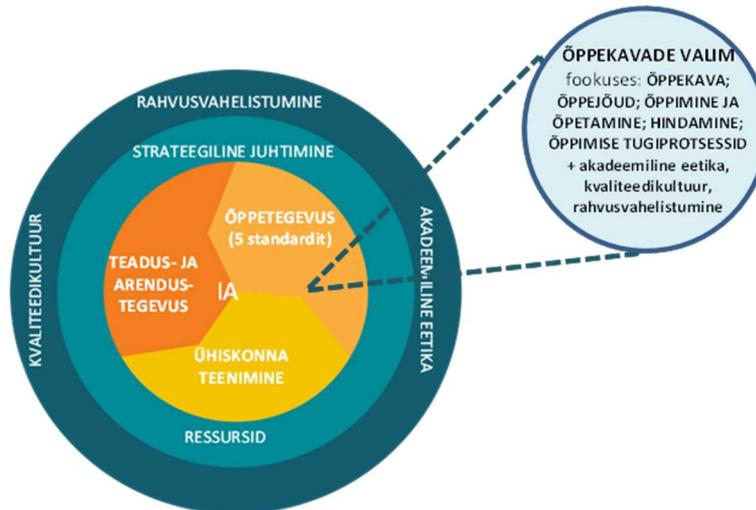 RAHVUSVAHELISTUMINE
STRATEEGILINE JUHTIMINE
ÕPPETEGEVUS
(5 standardit)
TEADUS- JA
ARENDUS-
TEGEVUS
IA
ÜHISKONNA
TEENIMINE
RESSURSID
KVALITEEDIKULTUUR
AKADEEMILINE EETIKA
ÕPPEKAVADE VALIM
fookuses: ÕPPEKAVA;
ÕPPEJÕUD; ÕPPIMINE JA
ÕPETAMINE; HINDAMINE;
ÕPPIMISE TUGIPROTSESSID
+ akadeemiline eetika,
kvaliteedikultuur,
rahvusvahelistumine